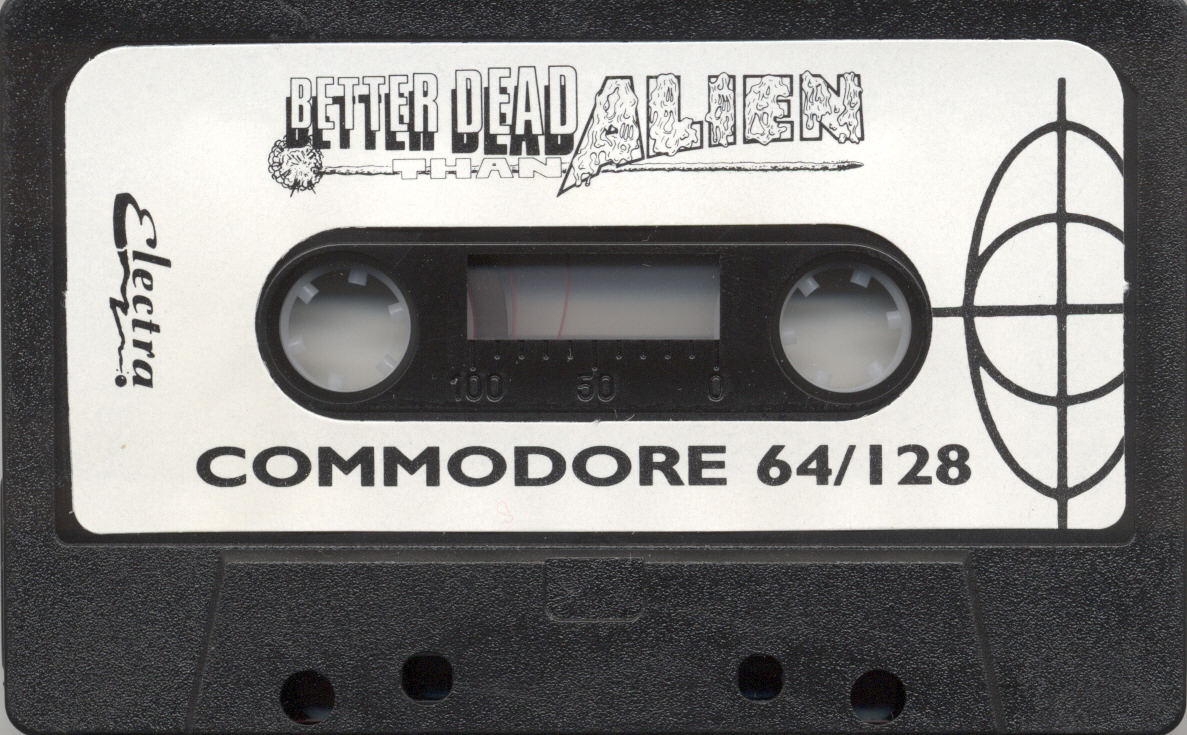 BETTER DEAD
THAN
ALIEN
Electra
100 50 0
COMMODORE 64/128